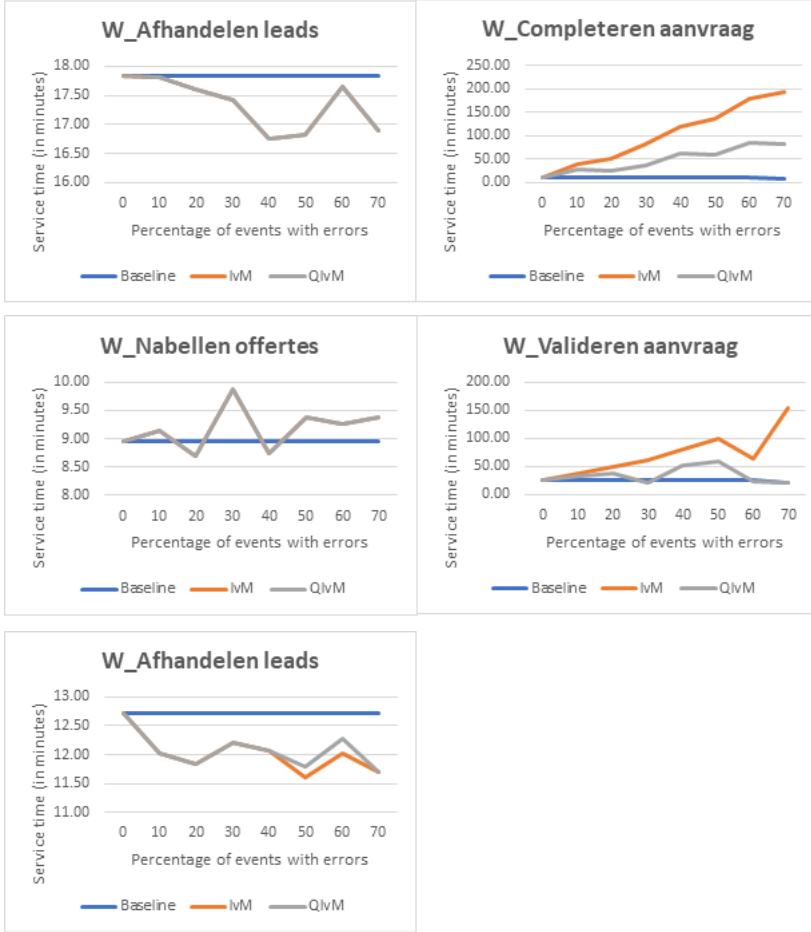 W_Afhandelen leads
Service time (in minutes)
18.00
17.50
17.00
16.50
16.00
0 10 20 30 40 50 60 70
Percentage of events with errors
Baseline IvM QIvM
W_Completeren aanvraag
Service time (in minutes)
250.00
200.00
150.00
100.00
50.00
0.00
0 10 20 30 40 50 60 70
Percentage of events with errors
Baseline IvM QIvM
W_Nabellen offertes
Service time (in minutes)
10.00
9.50
9.00
8.50
8.00
0 10 20 30 40 50 60 70
Percentage of events with errors
Baseline IvM QIvM
W_Valideren aanvraag
Service time (in minutes)
200.00
150.00
100.00
50.00
0.00
0 10 20 30 40 50 60 70
Percentage of events with errors
Baseline IvM QIvM
W_Afhandelen leads
Service time (in minutes)
13.00
12.50
12.00
11.50
11.00
0 10 20 30 40 50 60 70
Percentage of events with errors
Baseline IvM QIvM